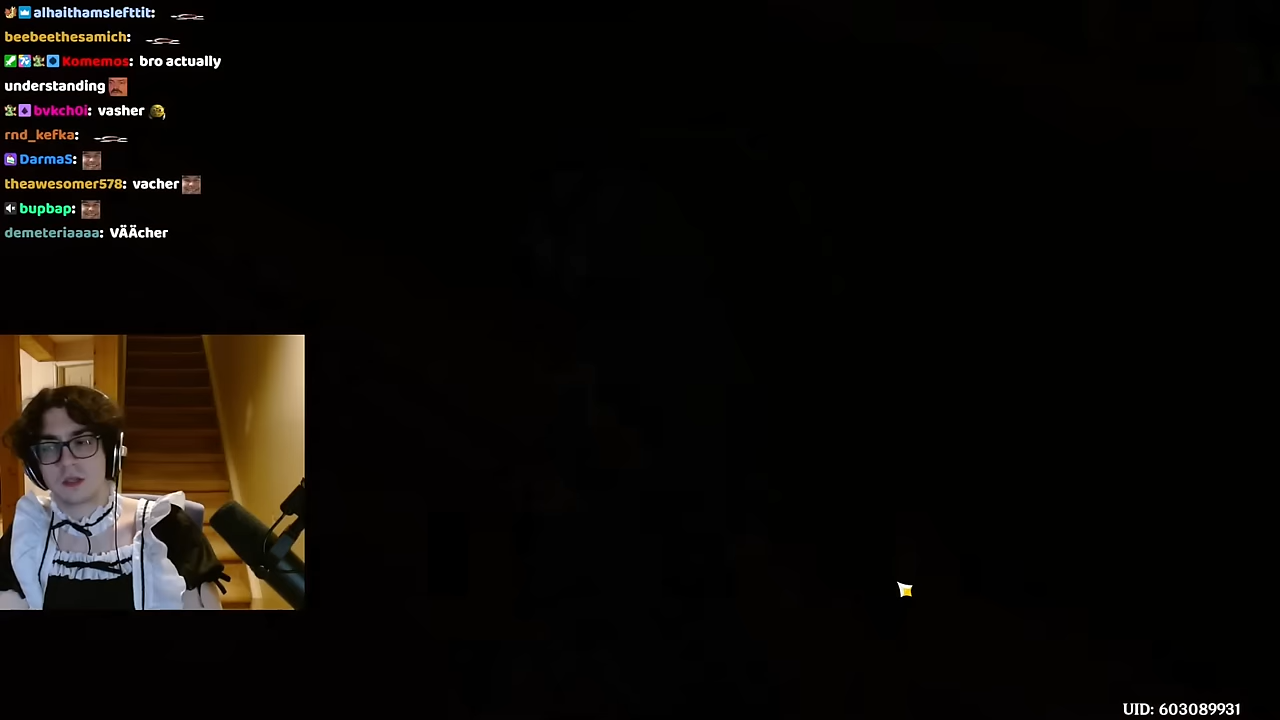 alhaithamslefttit:
beebeethesamich:
Komemos: bro actually
understanding
bvkch0i: vasher
rnd_kefka:
DarmaS:
theawesomer578: vacher
bupbap:
demeteriaaaa: VÄÄcher
UID: 603089931